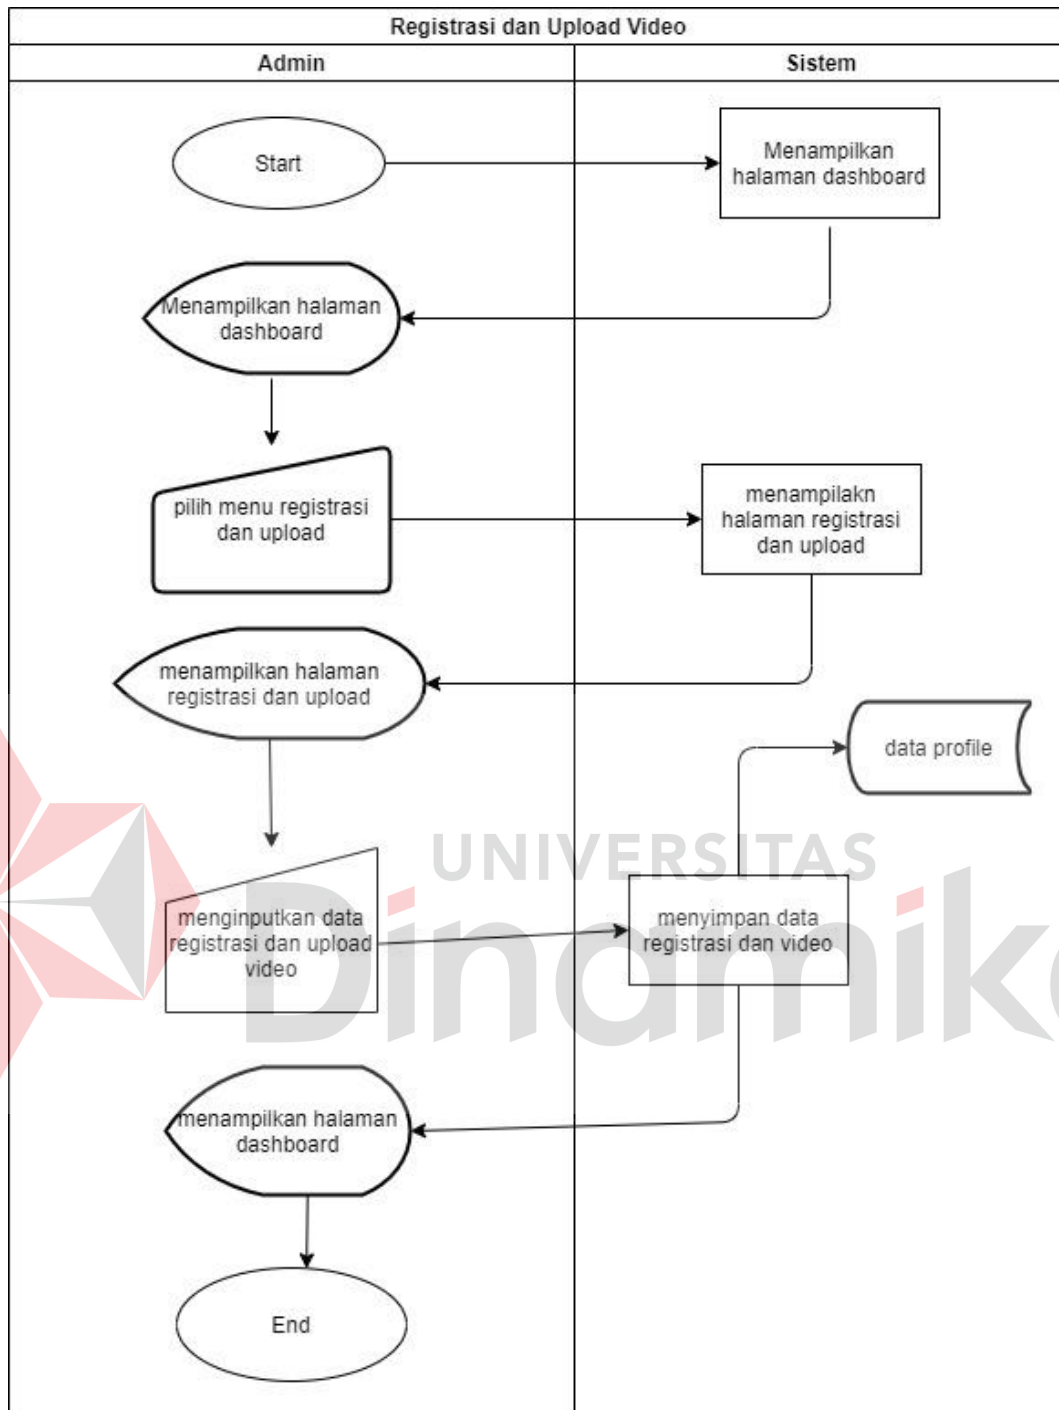 Registrasi dan Upload Video
Admin
Sistem
Start
Menampilkan
halaman dashboard
Menampilkan halaman
dashboard
pilih menu registrasi
dan upload
menampilakn
halaman registrasi
dan upload
menampilkan halaman
registrasi dan upload
data profile
UNIVERSITAS
Dinamika
menginputkan data
registrasi dan upload
video
menyimpan data
registrasi dan video
menampilkan halaman
dashboard
End